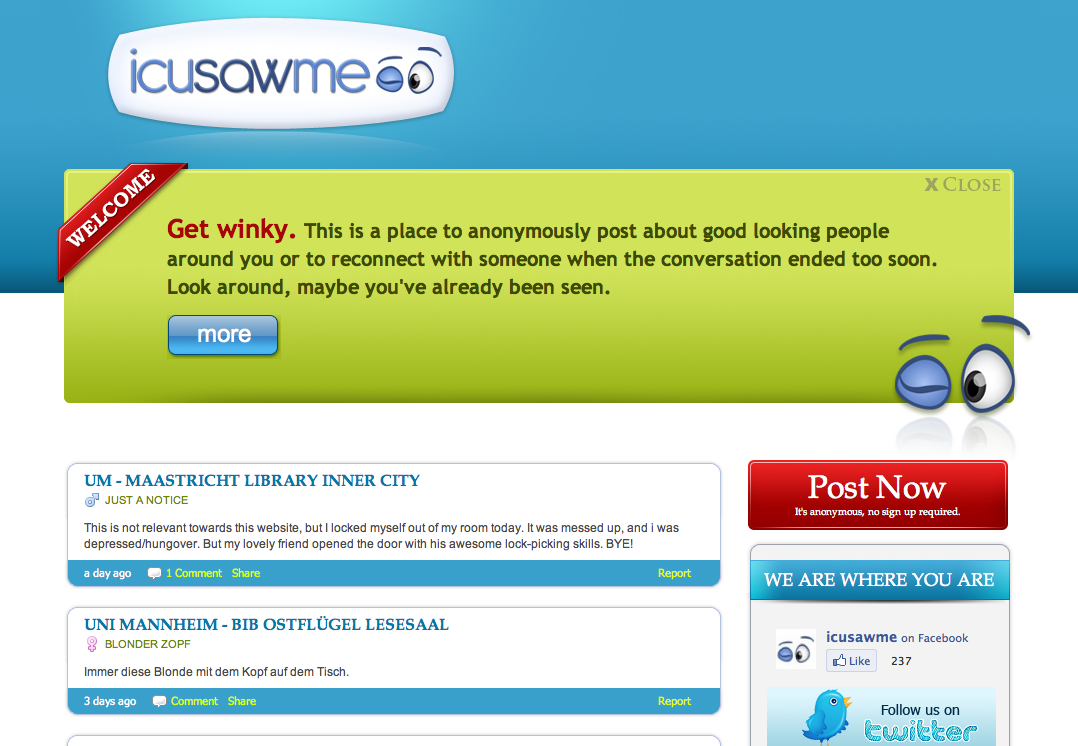 icusawme
WELCOME
X CLOSE
Get winky. This is a place to anonymously post about good looking people
around you or to reconnect with someone when the conversation ended too soon.
Look around, maybe you've already been seen.
more
UM - MAASTRICHT LIBRARY INNER CITY
JUST A NOTICE
This is not relevant towards this website, but I locked myself out of my room today. It was messed up, and i was
depressed/hungover. But my lovely friend opened the door with his awesome lock-picking skills. BYE!
a day ago 1 Comment Share Report
UNI MANNHEIM - BIB OSTFLÜGEL LESESAAL
BLONDER ZOPF
Immer diese Blonde mit dem Kopf auf dem Tisch.
3 days ago Comment Share Report
Post Now
It's anonymous, no sign up required.
WE ARE WHERE YOU ARE
icusawme on Facebook
Like 237
Follow us on
twitter